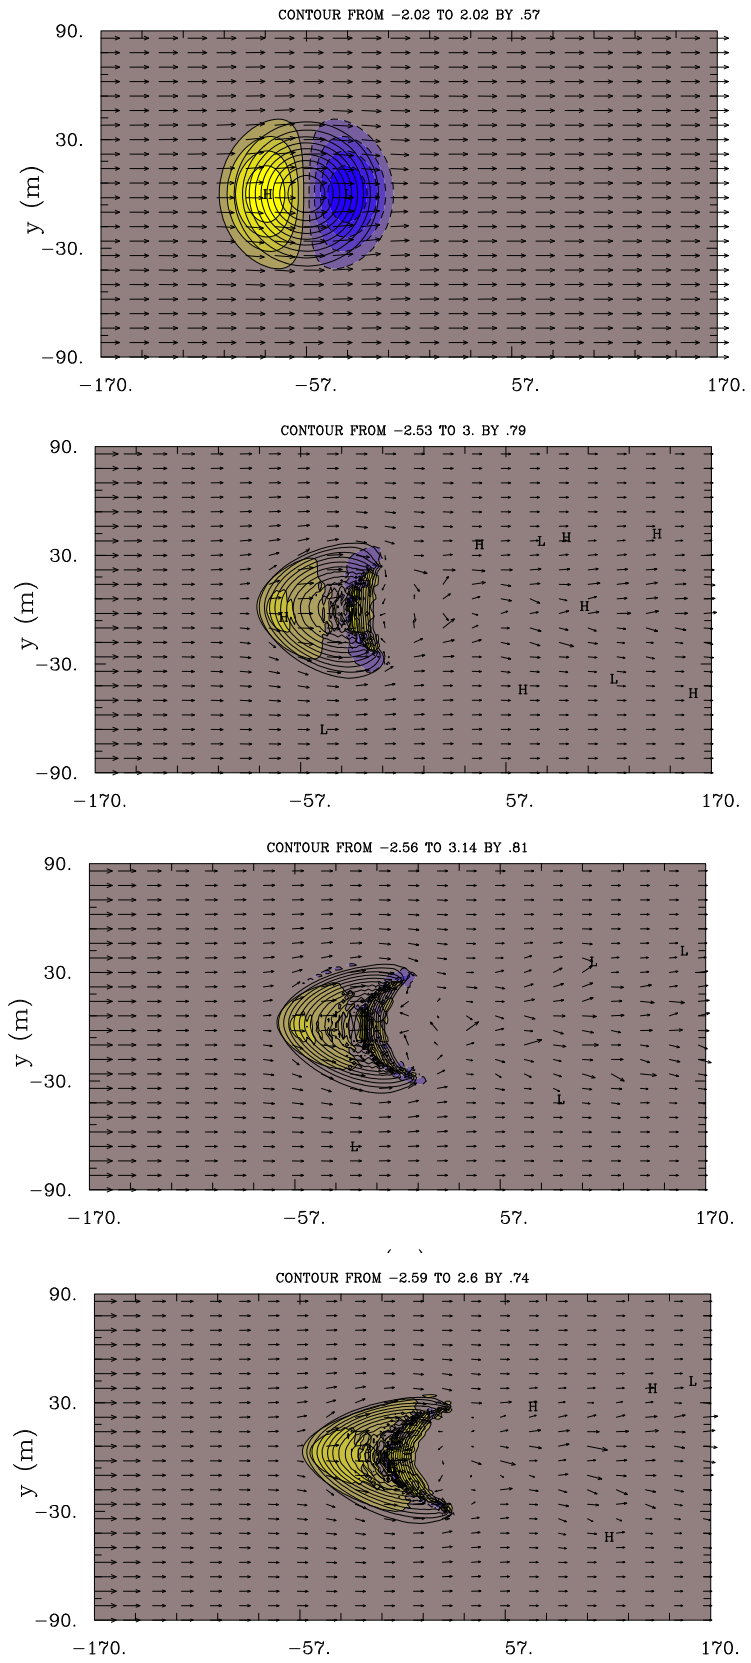 CONTOUR FROM −2.02 TO 2.02 BY .57
90.
30.
y (m)
−30.
−90.
−170. −57. 57. 170.
H
CONTOUR FROM −2.53 TO 3. BY .79
90.
H L H H
30.
y (m)
H H
−30.
L
H H
L
−90.
−170. −57. 57. 170.
CONTOUR FROM −2.56 TO 3.14 BY .81
90.
L
L
30.
y (m)
−30.
L
L
−90.
−170. −57. 57. 170.
CONTOUR FROM −2.59 TO 2.6 BY .74
90.
L
H
H
30.
y (m)
−30.
H
−90.
−170. −57. 57. 170.